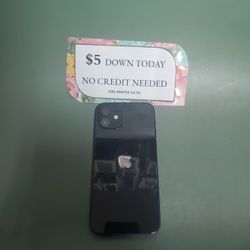 $5 DOWN TODAY
NO CREDIT NEEDED
THE PHONE GUYS